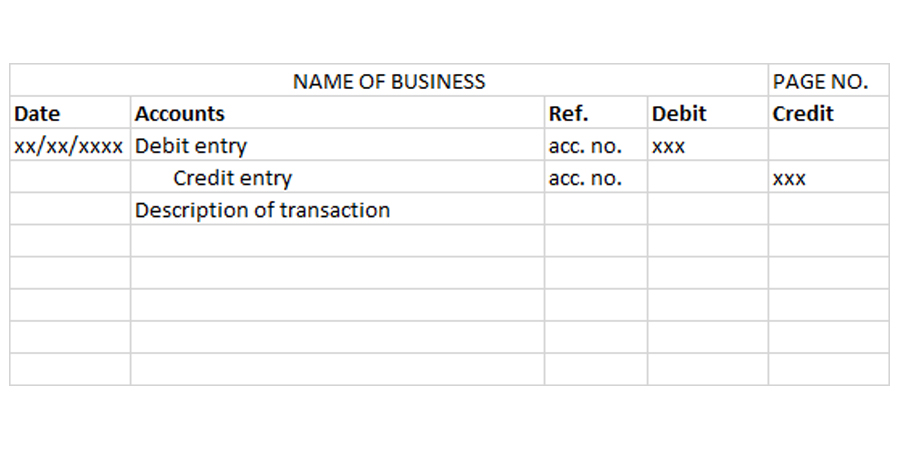 NAME OF BUSINESS PAGE NO.
Date Accounts Ref. Debit Credit
xx/xx/xxxx Debit entry acc. no. xxx
Credit entry acc. no. xxx
Description of transaction